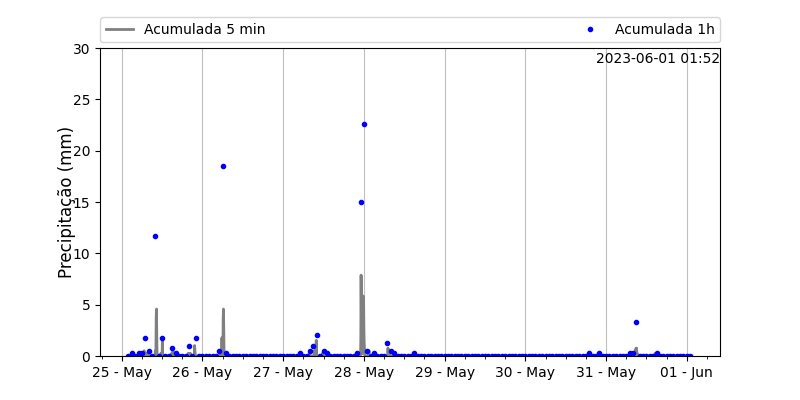 Acumulada 5 min
Acumulada 1h
2023-06-01 01:52
Precipitação (mm)
30
25
20
15
10
5
0
25 - May
26 - May
27 - May
28 - May
29 - May
30 - May
31 - May
01 - Jun